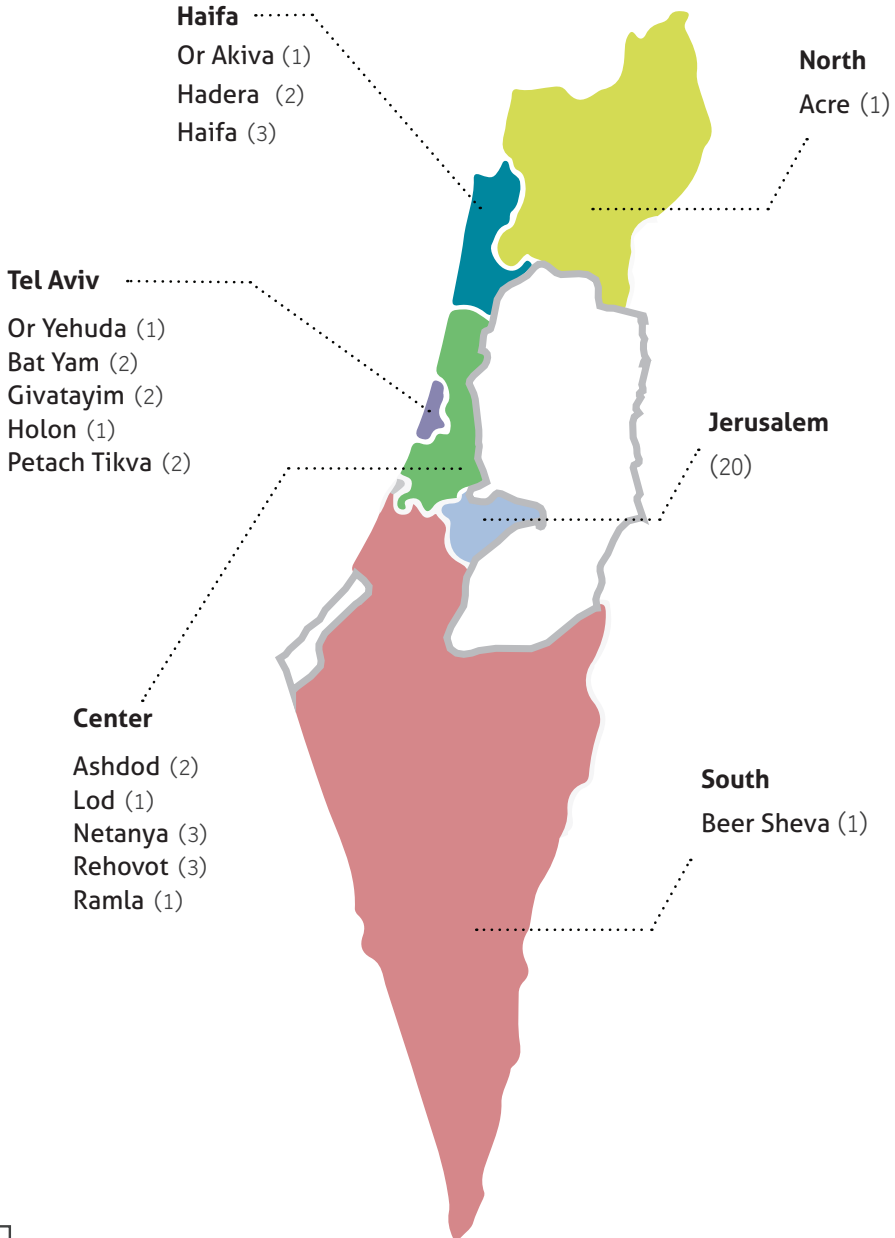 Haifa
Or Akiva (1)
Hadera (2)
Haifa (3)
North
Acre (1)
Tel Aviv
Or Yehuda (1)
Bat Yam (2)
Givatayim (2)
Holon (1)
Petach Tikva (2)
Jerusalem
(20)
Center
Ashdod (2)
Lod (1)
Netanya (3)
Rehovot (3)
Ramla (1)
South
Beer Sheva (1)